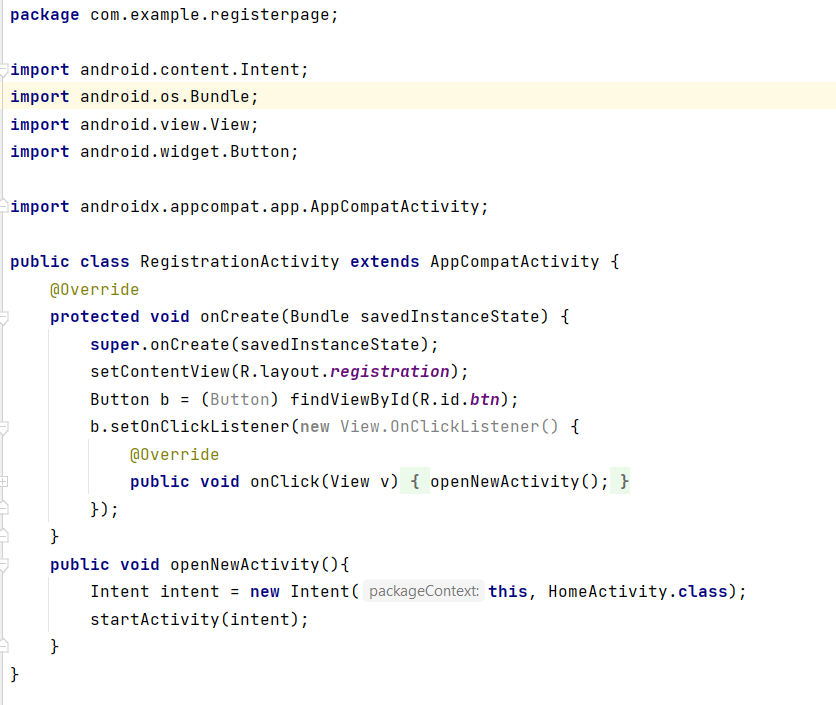 package com.example.registerpage;
import android.content.Intent;
import android.os.Bundle;
import android.view.View;
import android.widget.Button;
import androidx.appcompat.app.AppCompatActivity;
public class RegistrationActivity extends AppCompatActivity {
@Override
protected void onCreate(Bundle savedInstanceState) {
super.onCreate(savedInstanceState);
setContentView(R.layout.registration);
Button b = (Button) findViewById(R.id.btn);
b.setOnClickListener(new View.OnClickListener() {
@Override
public void onClick(View v) { openNewActivity(); }
});
}
public void openNewActivity(){
Intent intent = new Intent( packageContext: this, HomeActivity.class);
startActivity(intent);
}
}